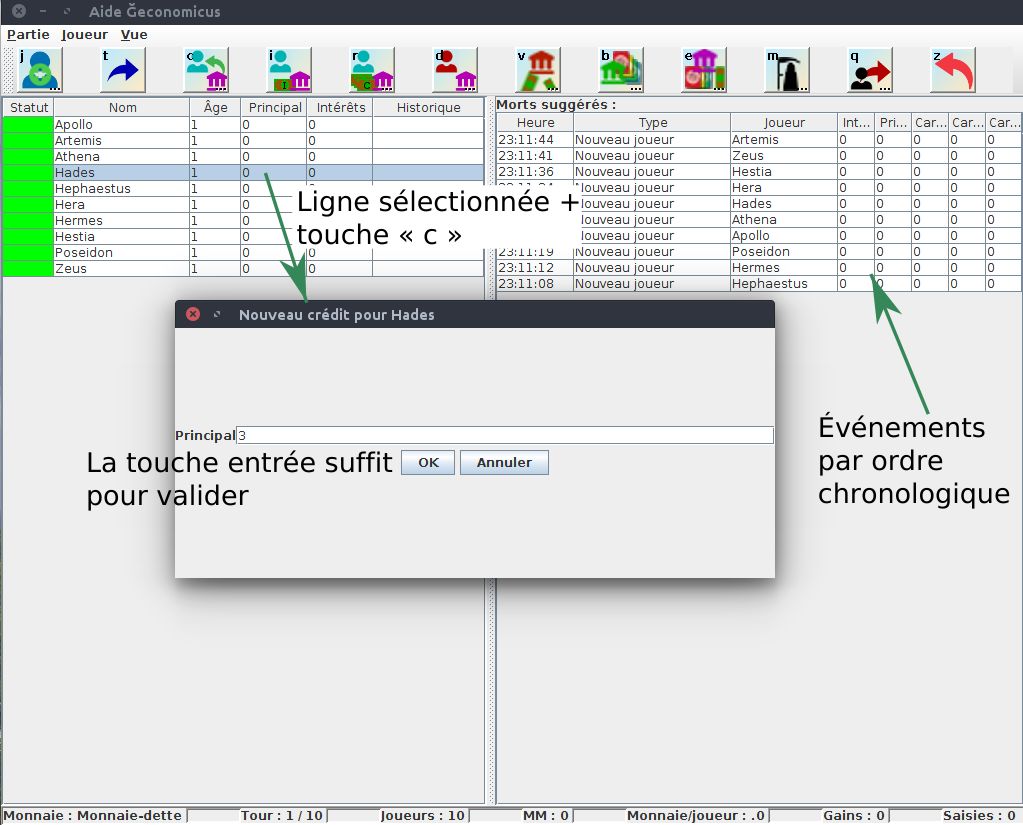 Aide Ğeconomicus
Partie Joueur Vue
j t c i r d v b e m q z
Statut Nom Âge Principal Intérêts Historique
Apollo 1 0 0
Artemis 1 0 0
Athena 1 0 0
Hades 1 0 0
Hephaestus 1
Hera 1
Hermes 1
Hestia 1
Poseidon 1 0 0
Zeus 1 0 0
Morts suggérés :
Heure Type Joueur Int... Pri... Car... Car... Car...
23:11:44 Nouveau joueur Artemis 0 0 0 0 0
23:11:41 Nouveau joueur Zeus 0 0 0 0 0
23:11:36 Nouveau joueur Hestia 0 0 0 0 0
Nouveau joueur Hera 0 0 0 0 0
Nouveau joueur Hades 0 0 0 0 0
Nouveau joueur Athena 0 0 0 0 0
Nouveau joueur Apollo 0 0 0 0 0
23:11:19 Nouveau joueur Poseidon 0 0 0 0 0
23:11:12 Nouveau joueur Hermes 0 0 0 0 0
23:11:08 Nouveau joueur Hephaestus 0 0 0 0 0
Ligne sélectionnée +
touche « c »
Nouveau crédit pour Hades
Principal 3
OK Annuler
La touche entrée suffit
pour valider
Événements
par ordre
chronologique
Monnaie : Monnaie-dette Tour : 1 / 10 Joueurs : 10 MM : 0 Monnaie/joueur : .0 Gains : 0 Saisies : 0